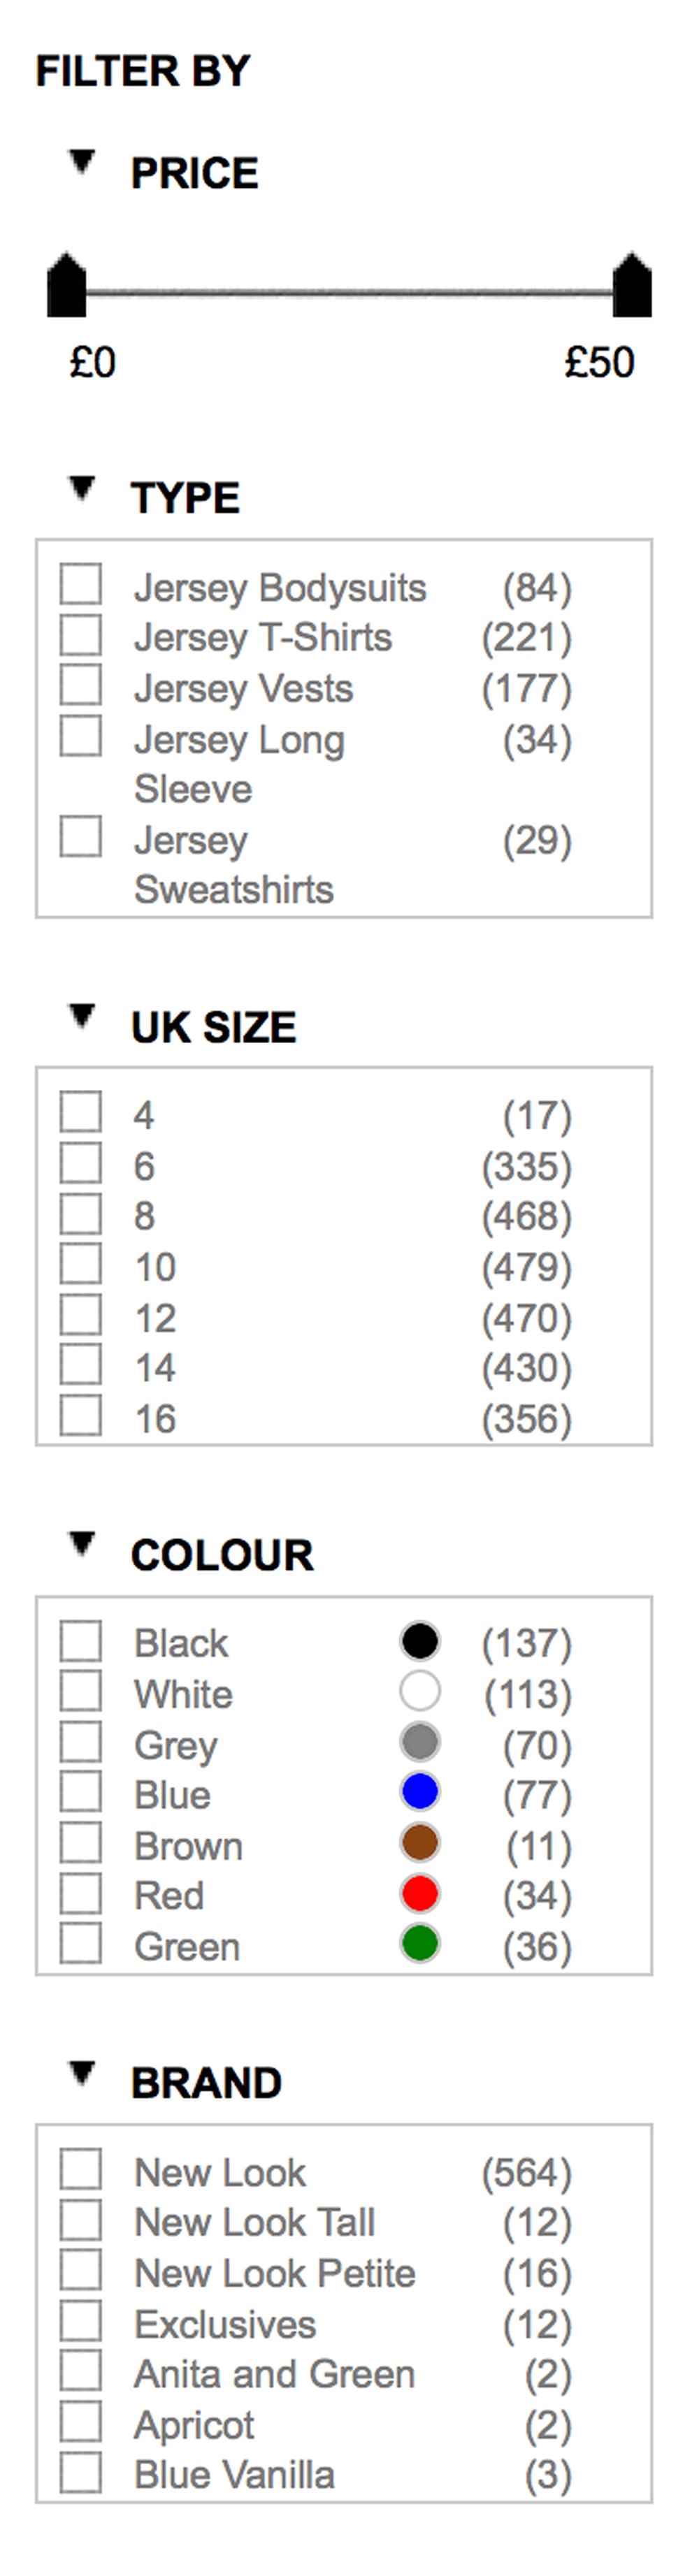 FILTER BY
PRICE
£0 £50
TYPE
Jersey Bodysuits (84)
Jersey T-Shirts (221)
Jersey Vests (177)
Jersey Long (34)
Sleeve
Jersey (29)
Sweatshirts
UK SIZE
4 (17)
6 (335)
8 (468)
10 (479)
12 (470)
14 (430)
16 (356)
COLOUR
Black (137)
White (113)
Grey (70)
Blue (77)
Brown (11)
Red (34)
Green (36)
BRAND
New Look (564)
New Look Tall (12)
New Look Petite (16)
Exclusives (12)
Anita and Green (2)
Apricot (2)
Blue Vanilla (3)